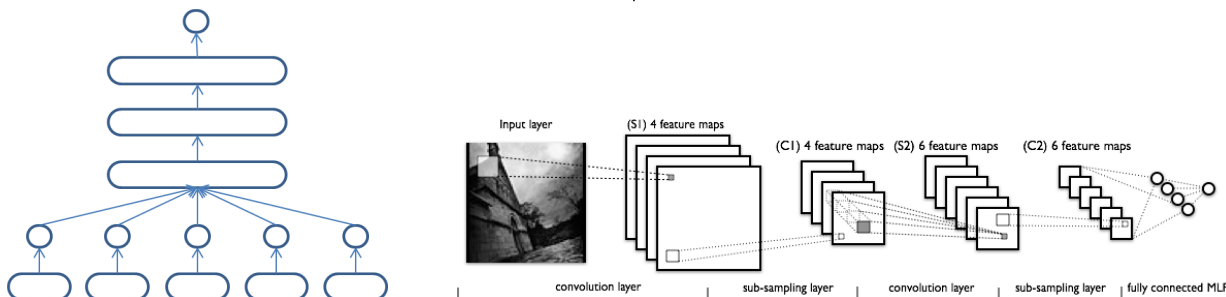 Input layer
(S1) 4 feature maps
(C1) 4 feature maps
(S2) 6 feature maps
(C2) 6 feature maps
convolution layer
sub-sampling layer
convolution layer
sub-sampling layer
fully connected MLP